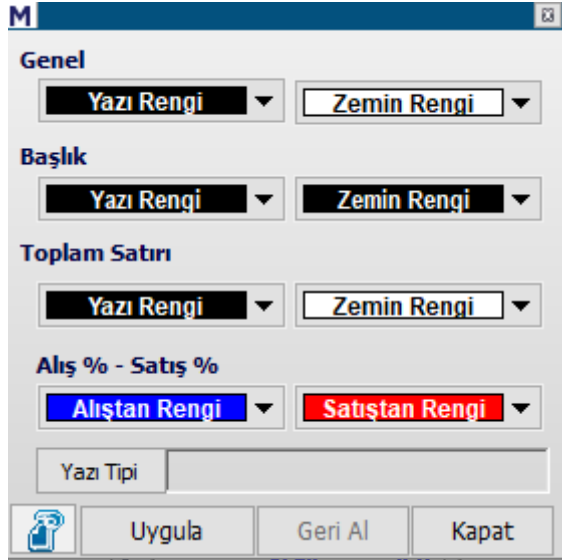 M
Genel
Yazı Rengi Zemin Rengi
Başlık
Yazı Rengi Zemin Rengi
Toplam Satırı
Yazı Rengi Zemin Rengi
Alış % - Satış %
Alıştan Rengi Satıştan Rengi
Yazı Tipi
Uygula Geri Al Kapat